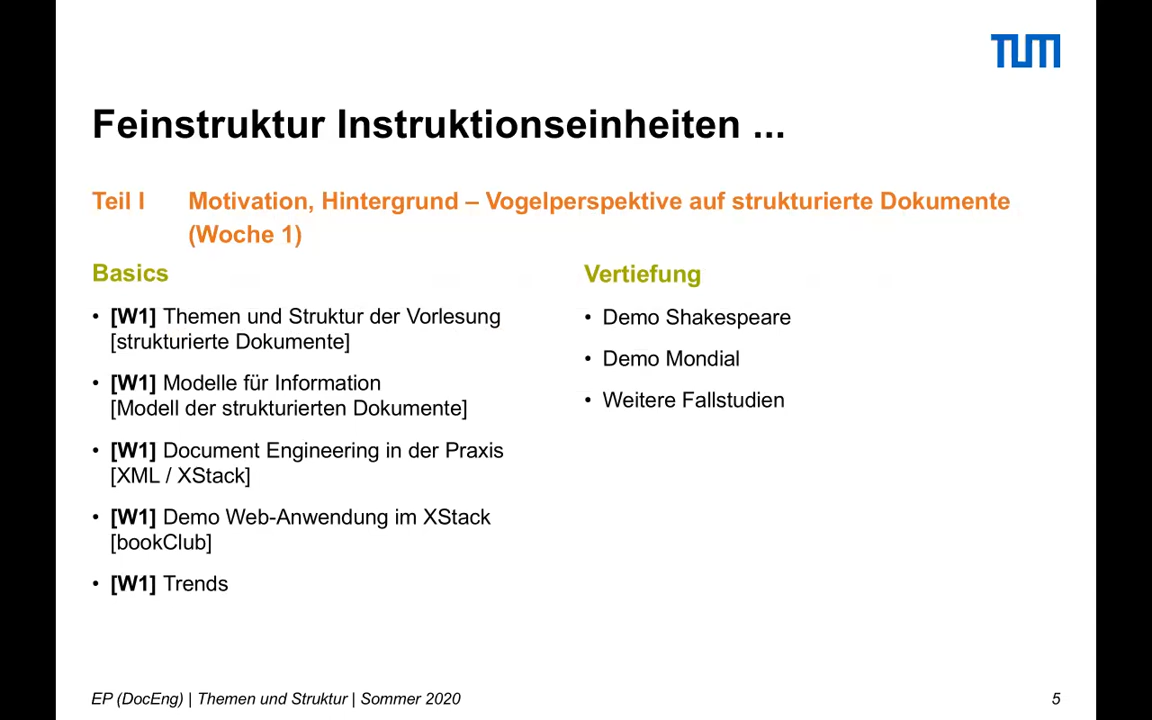 TUM
Feinstruktur Instruktionseinheiten ...
Teil I Motivation, Hintergrund – Vogelperspektive auf strukturierte Dokumente
(Woche 1)
Basics
• [W1] Themen und Struktur der Vorlesung
[strukturierte Dokumente]
• [W1] Modelle für Information
[Modell der strukturierten Dokumente]
• [W1] Document Engineering in der Praxis
[XML / XStack]
• [W1] Demo Web-Anwendung im XStack
[bookClub]
• [W1] Trends
Vertiefung
• Demo Shakespeare
• Demo Mondial
• Weitere Fallstudien
EP (DocEng) | Themen und Struktur | Sommer 2020
5